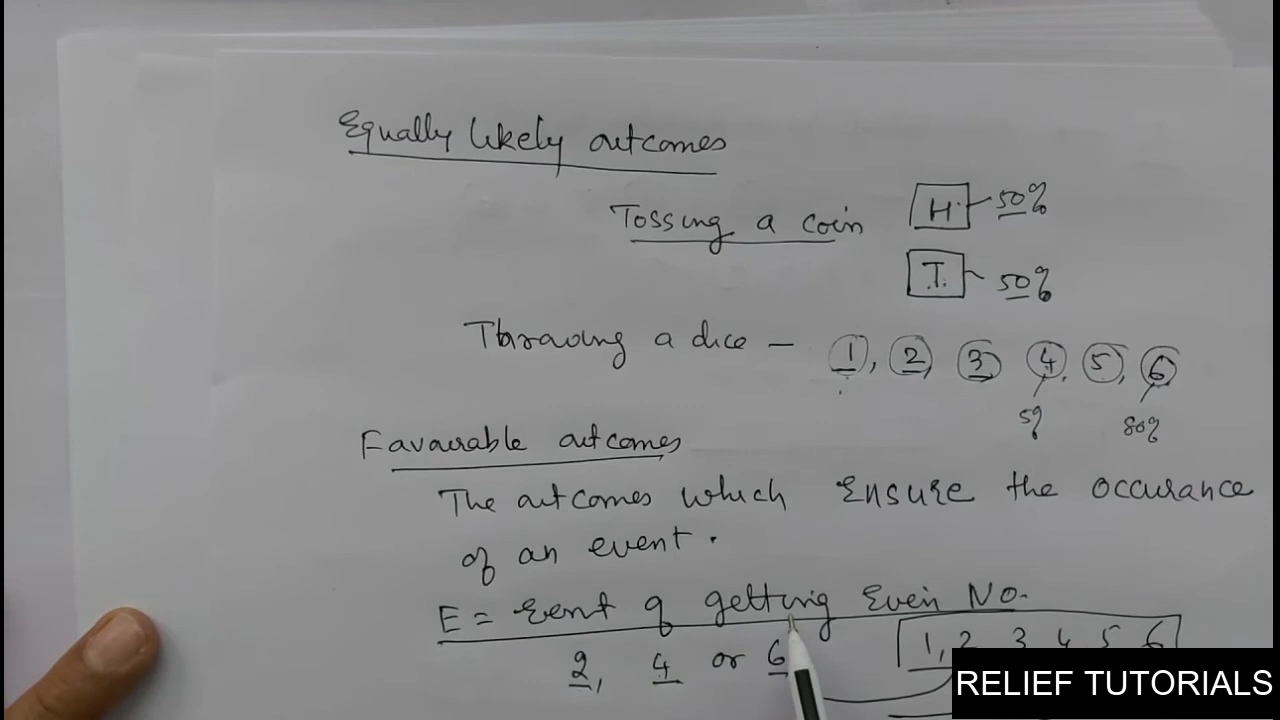 Equally likely outcomes
Tossing a coin H - 50%
T. - 50%
Throwing a dice - 1, 2, 3 4, 5, 6
5% 80%
Favourable outcomes
The outcomes which Ensure the occurance
of an event.
E = Event of getting Even No.
2, 4 or 6
1, 2 3 4 5 6
RELIEF TUTORIALS